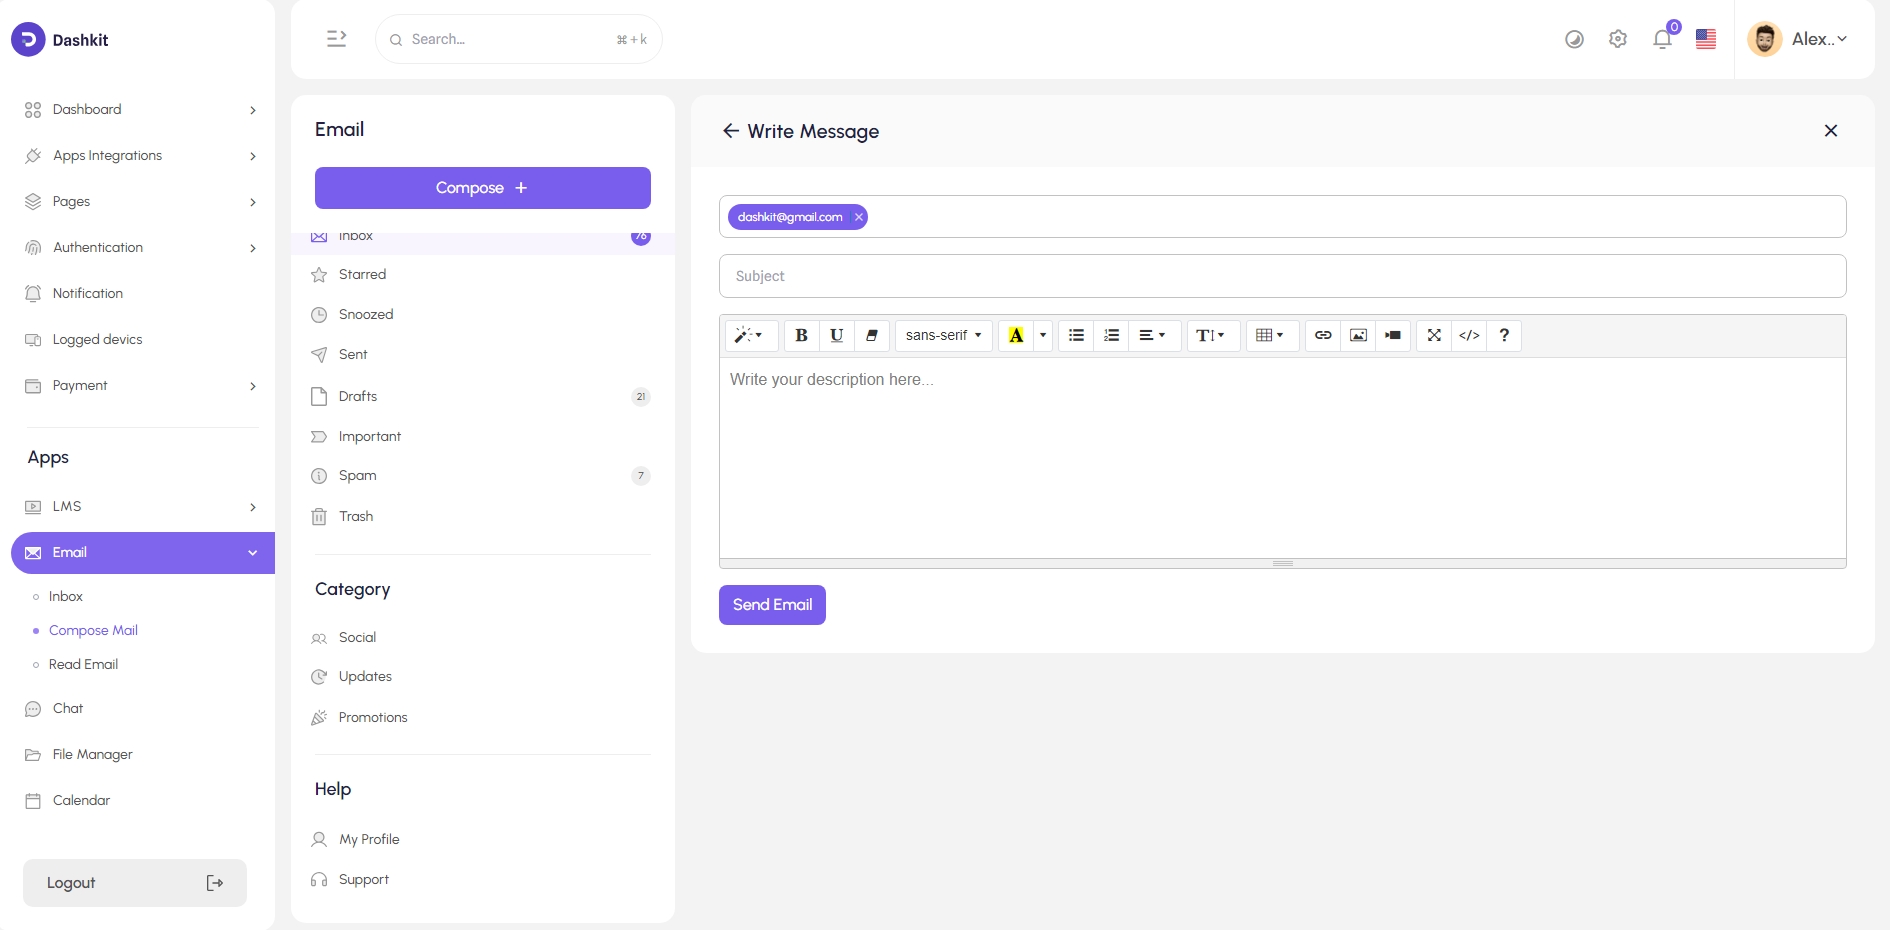 Dashkit
Dashboard
Apps Integrations
Pages
Authentication
Notification
Logged devics
Payment
Apps
LMS
Email
Inbox
Compose Mail
Read Email
Chat
File Manager
Calendar
Logout
Search...
⌘+k
0
Alex..
Email
Compose +
Inbox 76
Starred
Snoozed
Sent
Drafts 21
Important
Spam 7
Trash
Category
Social
Updates
Promotions
Help
My Profile
Support
Write Message
dashkit@gmail.com
Subject
B U sans-serif A T </> ?
Write your description here...
Send Email